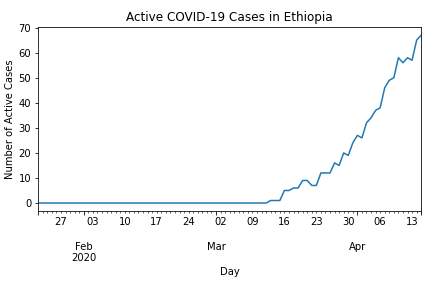 Active COVID-19 Cases in Ethiopia
70
60
50
40
30
20
10
0
Number of Active Cases
27 03 10 17 24 02 09 16 23 30 06 13
Feb Mar Apr
2020
Day